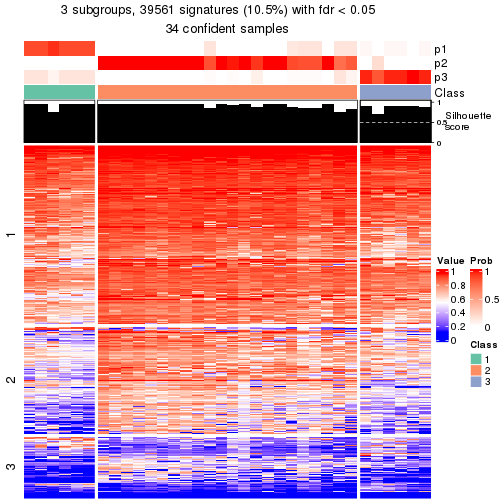 3 subgroups, 39561 signatures (10.5%) with fdr < 0.05
34 confident samples
p1
p2
p3
Class
1
0.5
0
Silhouette
score
1
2
3
Value
1
0.8
0.6
0.4
0.2
0
Prob
1
0.5
0
Class
1
2
3